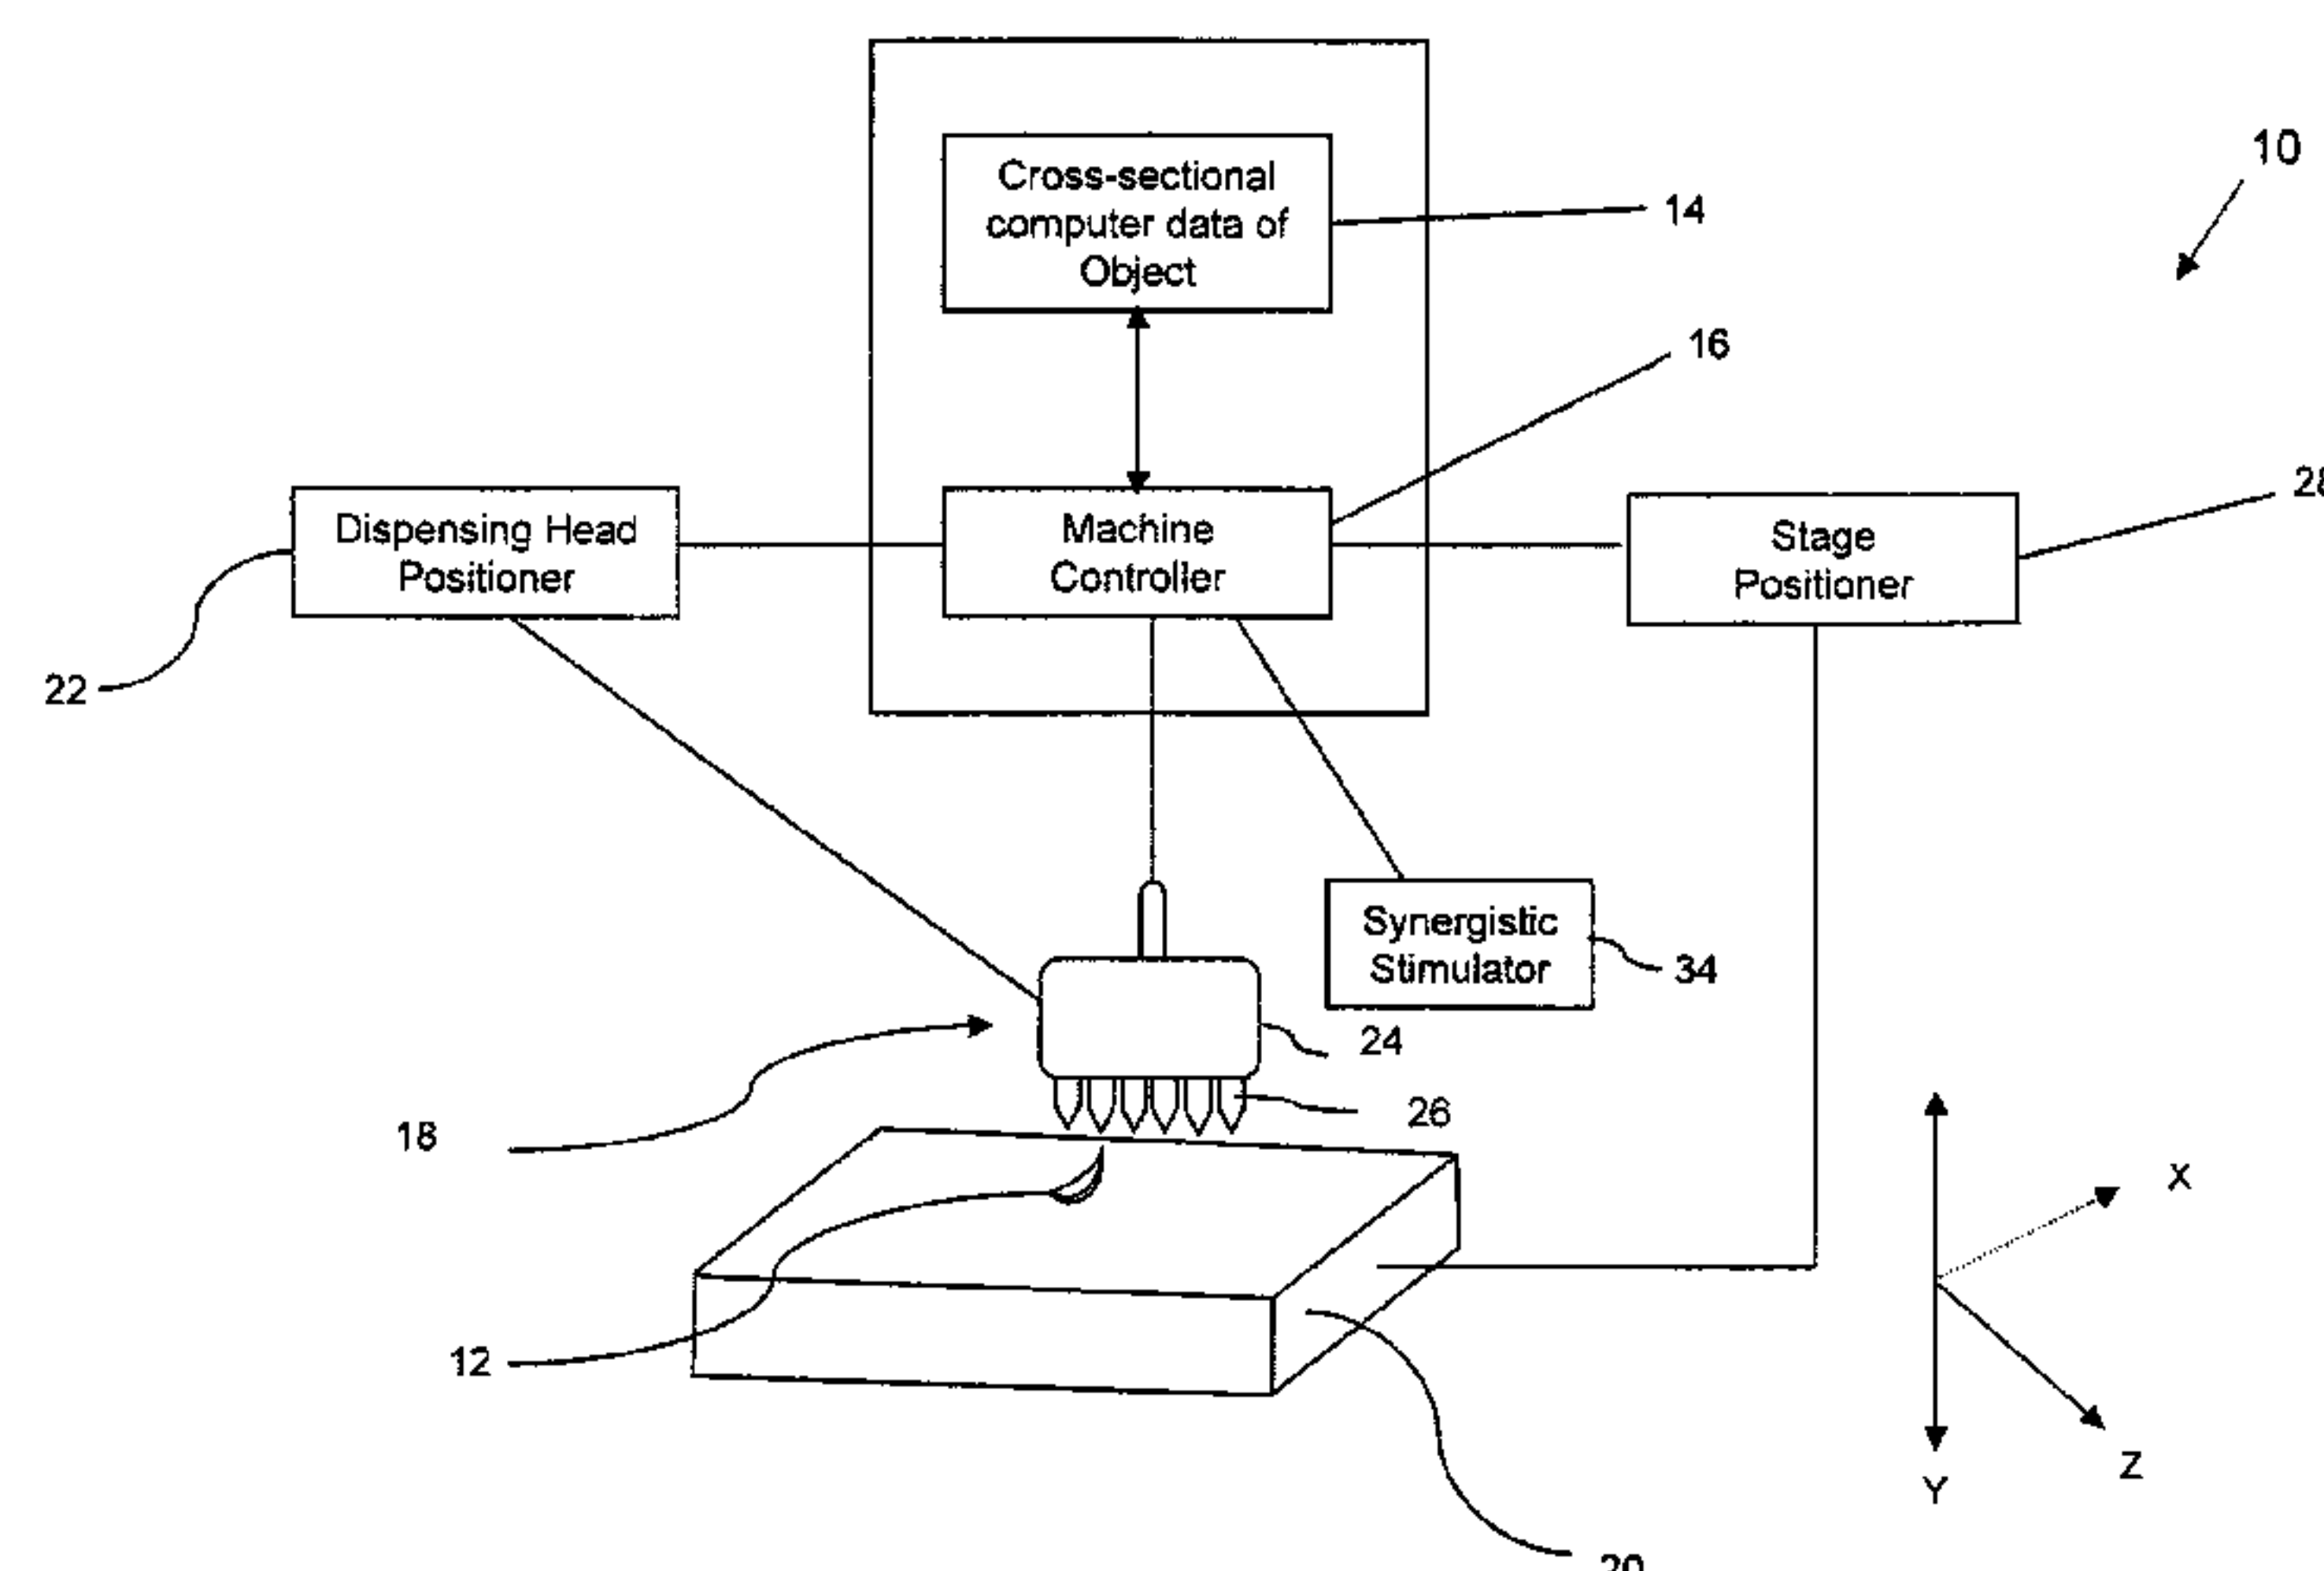 10
Cross-sectional
computer data of
Object
14
16
Dispensing Head
Positioner
Machine
Controller
Stage
Positioner
22
Synergistic
Stimulator
34
24
26
18
X
12
Z
Y